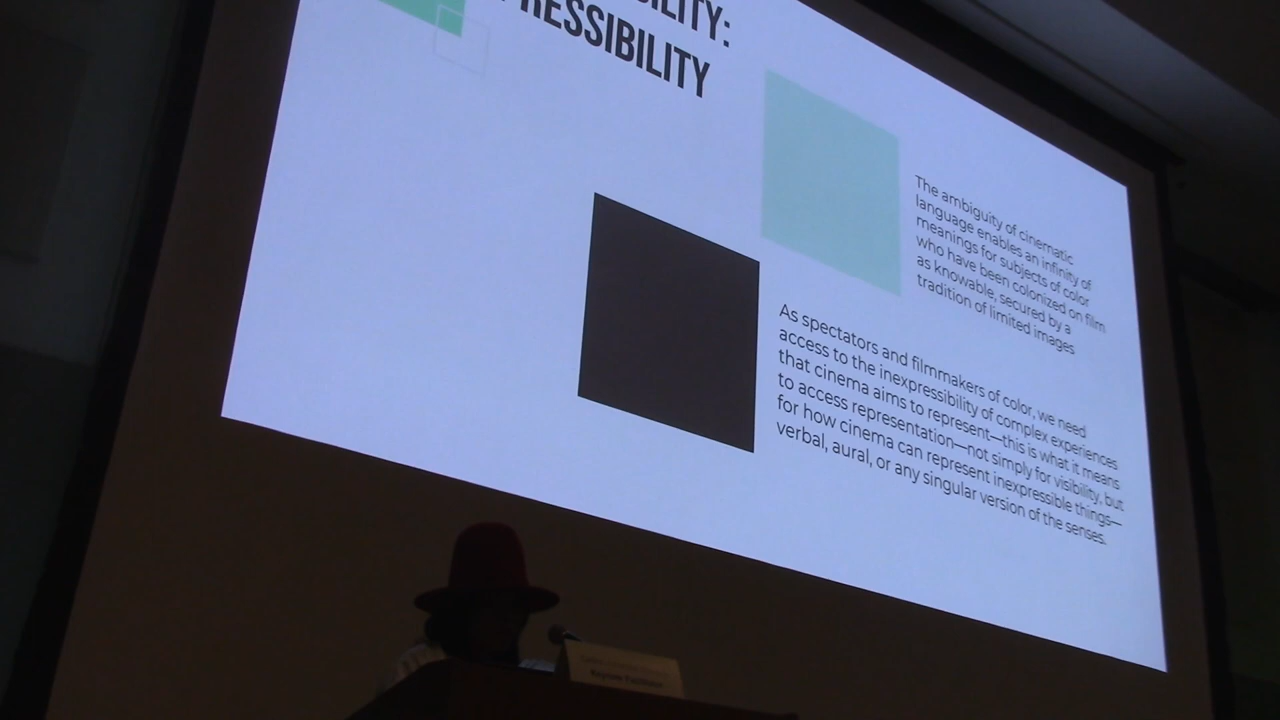 BILITY:
PRESSIBILITY
The ambiguity of cinematic
language enables an infinity of
meanings for subjects of color
who have been colonized on film
as knowable, secured by a
tradition of limited images
As spectators and filmmakers of color, we need
access to the inexpressibility of complex experiences
that cinema aims to represent—this is what it means
to access representation—not simply for visibility, but
for how cinema can represent inexpressible things—
verbal, aural, or any singular version of the senses.